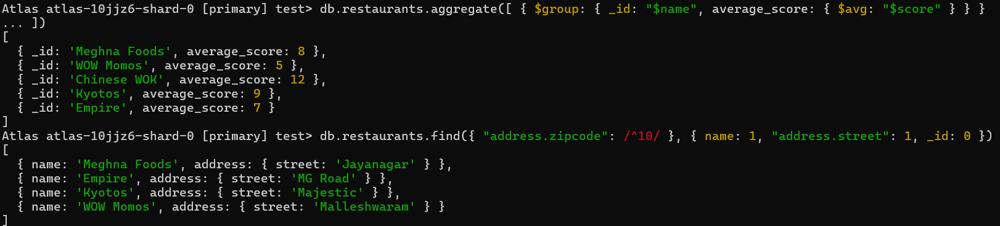 Atlas atlas-10jjz6-shard-0 [primary] test> db.restaurants.aggregate([ { $group: { _id: "$name", average_score: { $avg: "$score" } } }
... ])
[
  { _id: 'Meghna Foods', average_score: 8 },
  { _id: 'WOW Momos', average_score: 5 },
  { _id: 'Chinese WOK', average_score: 12 },
  { _id: 'Kyotos', average_score: 9 },
  { _id: 'Empire', average_score: 7 }
]
Atlas atlas-10jjz6-shard-0 [primary] test> db.restaurants.find({ "address.zipcode": /^10/ }, { name: 1, "address.street": 1, _id: 0 })
[
  { name: 'Meghna Foods', address: { street: 'Jayanagar' } },
  { name: 'Empire', address: { street: 'MG Road' } },
  { name: 'Kyotos', address: { street: 'Majestic' } },
  { name: 'WOW Momos', address: { street: 'Malleshwaram' } }
]